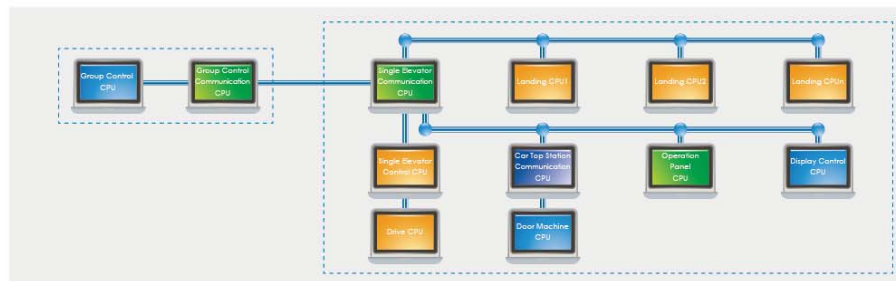 Group Control
CPU
Group Control
Communication
CPU
Single Elevator
Communication
CPU
Landing CPU1
Landing CPU2
Landing CPUn
Single Elevator
Control CPU
Car Top Station
Communication
CPU
Operation
Panel
CPU
Display Control
CPU
Drive CPU
Door Machine
CPU